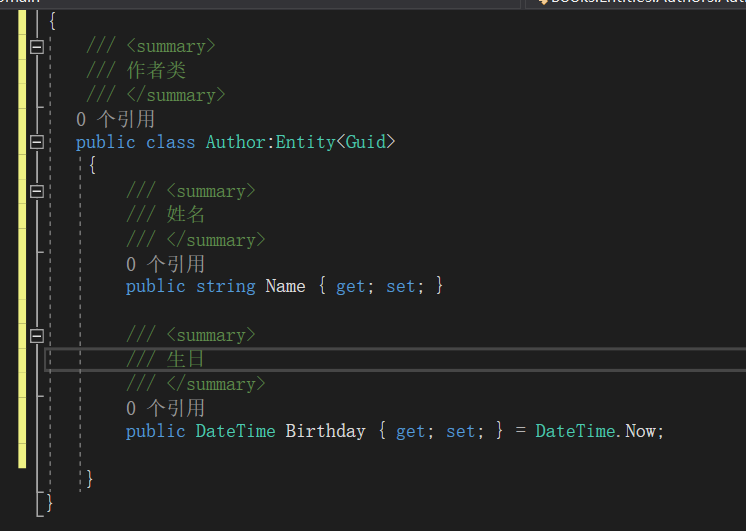 {
/// <summary>
/// 作者类
/// </summary>
0 个引用
public class Author:Entity<Guid>
{
/// <summary>
/// 姓名
/// </summary>
0 个引用
public string Name { get; set; }
/// <summary>
/// 生日
/// </summary>
0 个引用
public DateTime Birthday { get; set; } = DateTime.Now;
}
}